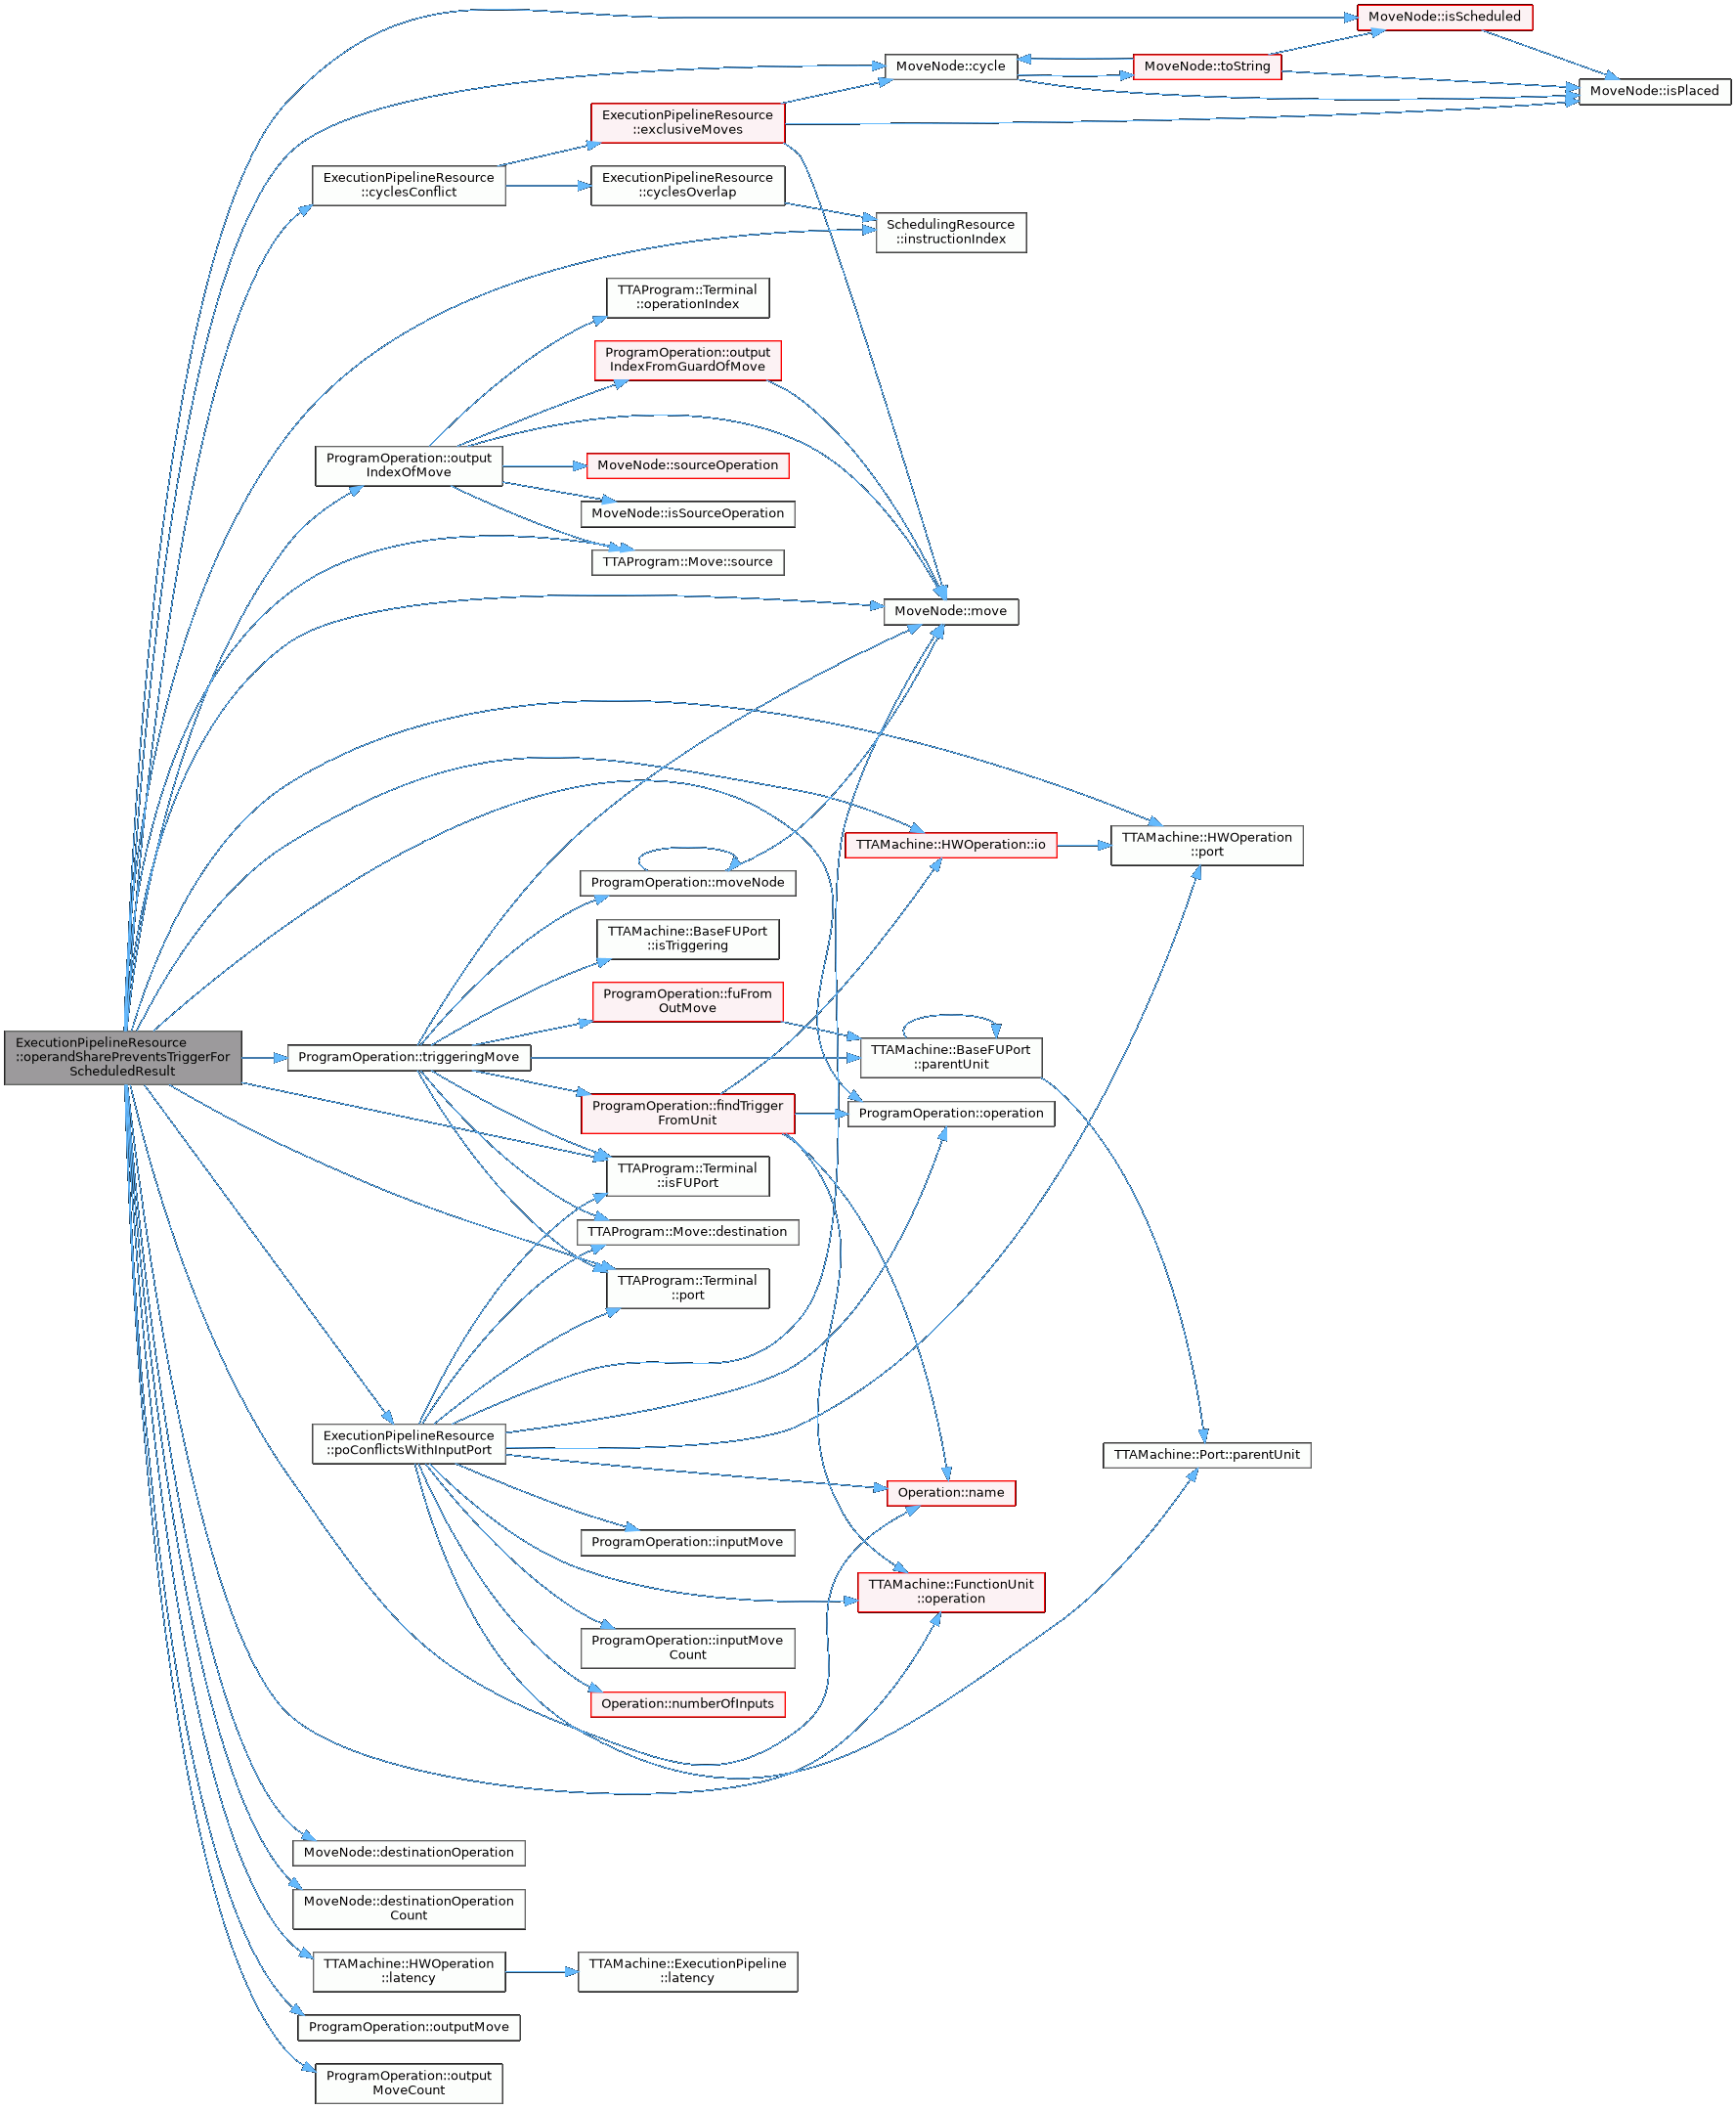 MoveNode::isScheduled
MoveNode::cycle
MoveNode::toString
MoveNode::isPlaced
ExecutionPipelineResource
::exclusiveMoves
ExecutionPipelineResource
::cyclesConflict
ExecutionPipelineResource
::cyclesOverlap
SchedulingResource
::instructionIndex
TTAProgram::Terminal
::operationIndex
ProgramOperation::output
IndexFromGuardOfMove
ProgramOperation::output
IndexOfMove
MoveNode::sourceOperation
MoveNode::isSourceOperation
TTAProgram::Move::source
MoveNode::move
TTAMachine::HWOperation::io
TTAMachine::HWOperation
::port
ProgramOperation::moveNode
TTAMachine::BaseFUPort
::isTriggering
ProgramOperation::fuFrom
OutMove
ExecutionPipelineResource
::operandSharePreventsTriggerFor
ScheduledResult
ProgramOperation::triggeringMove
TTAMachine::BaseFUPort
::parentUnit
ProgramOperation::findTrigger
FromUnit
ProgramOperation::operation
TTAProgram::Terminal
::isFUPort
TTAProgram::Move::destination
TTAProgram::Terminal
::port
ExecutionPipelineResource
::poConflictsWithInputPort
TTAMachine::Port::parentUnit
Operation::name
ProgramOperation::inputMove
TTAMachine::FunctionUnit
::operation
ProgramOperation::inputMove
Count
Operation::numberOfInputs
MoveNode::destinationOperation
MoveNode::destinationOperation
Count
TTAMachine::HWOperation
::latency
TTAMachine::ExecutionPipeline
::latency
ProgramOperation::outputMove
ProgramOperation::output
MoveCount